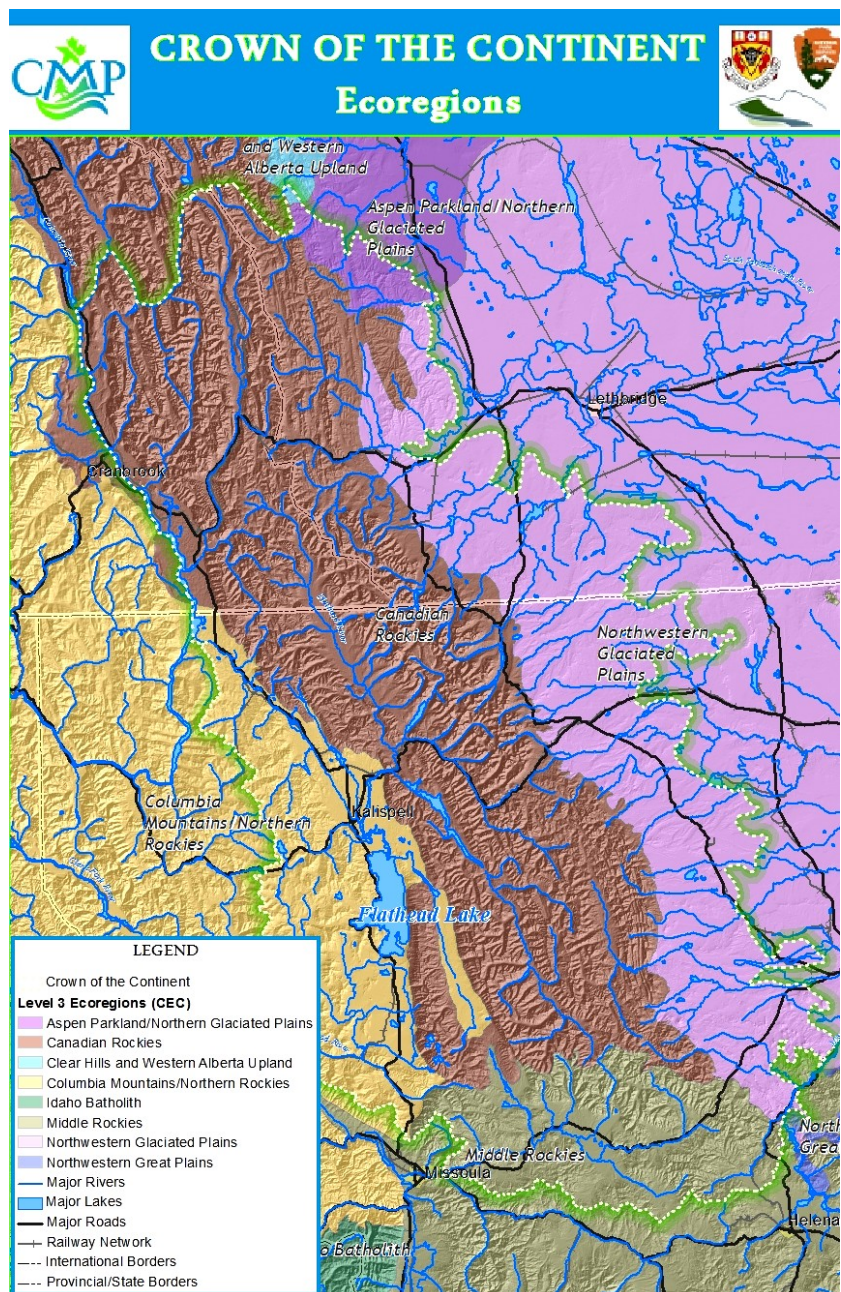 CMP
CROWN OF THE CONTINENT
Ecoregions
and Western
Alberta Upland
Aspen Parkland/Northern
Glaciated
Plains
Lethbridge
Cranbrook
Canadian
Rockies
Northwestern
Glaciated
Plains
Columbia
Mountains/Northern
Rockies
Kalispell
Flathead Lake
LEGEND
Crown of the Continent
Level 3 Ecoregions (CEC)
Aspen Parkland/Northern Glaciated Plains
Canadian Rockies
Clear Hills and Western Alberta Upland
Columbia Mountains/Northern Rockies
Idaho Batholith
Middle Rockies
Northwestern Glaciated Plains
Northwestern Great Plains
Major Rivers
Major Lakes
Major Roads
Railway Network
International Borders
Provincial/State Borders
North
Grea
Middle Rockies
Missoula
Helena
o Batholith